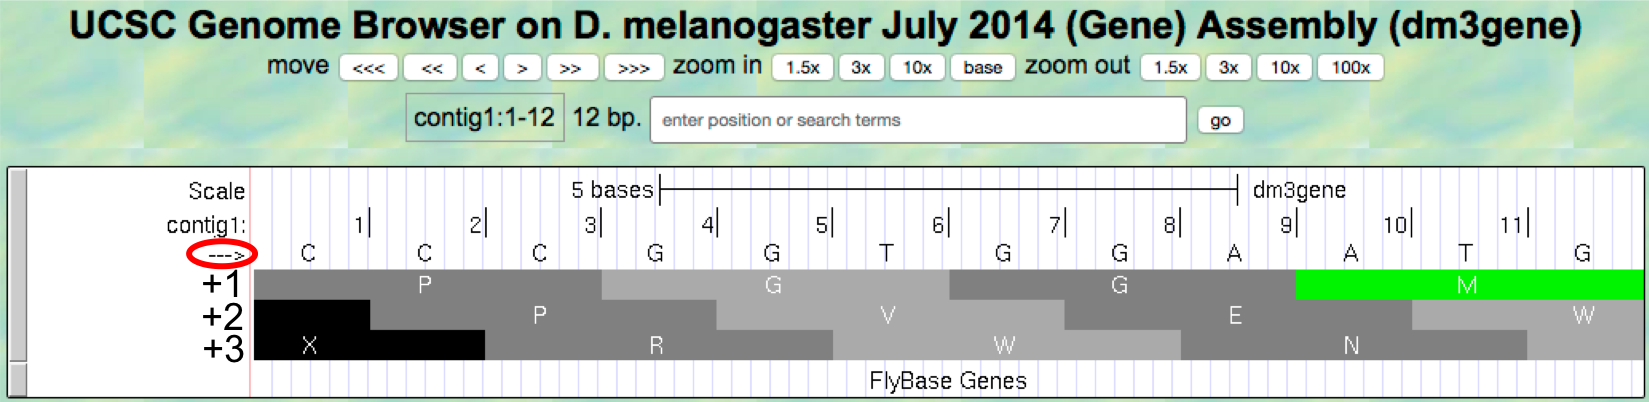 UCSC Genome Browser on D. melanogaster July 2014 (Gene) Assembly (dm3gene)
move <<< << < > >> >>> zoom in 1.5x 3x 10x base zoom out 1.5x 3x 10x 100x
contig1:1-12 12 bp. enter position or search terms go
Scale 5 bases dm3gene
contig1: 1 2 3 4 5 6 7 8 9 10 11
---> C C C G G T G G A A T G
+1 P G G M
+2 P V E W
+3 X R W N
FlyBase Genes